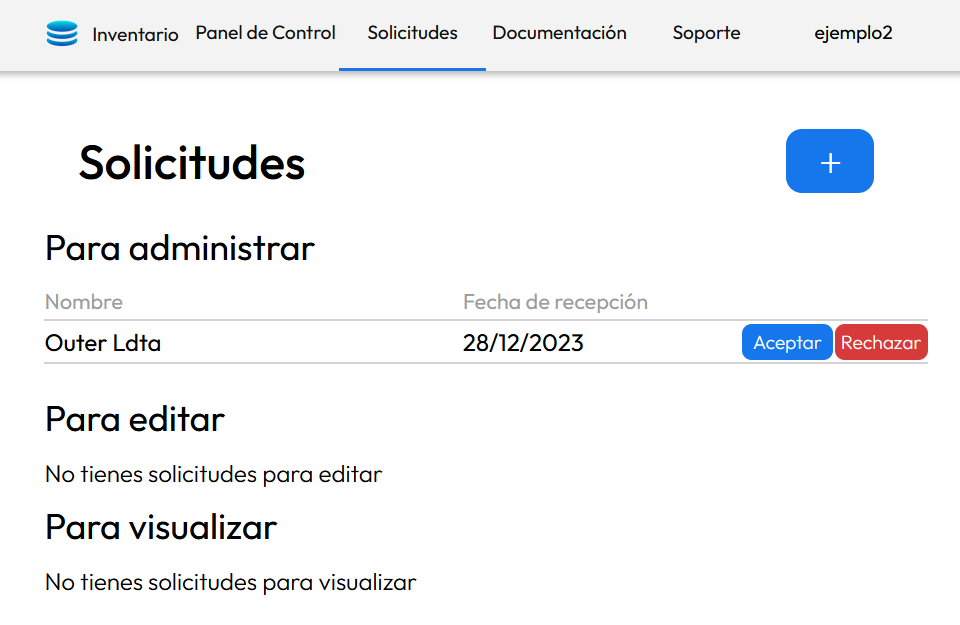 Inventario Panel de Control Solicitudes Documentación Soporte ejemplo2
Solicitudes +
Para administrar
Nombre Fecha de recepción
Outer Ldta 28/12/2023 Aceptar Rechazar
Para editar
No tienes solicitudes para editar
Para visualizar
No tienes solicitudes para visualizar